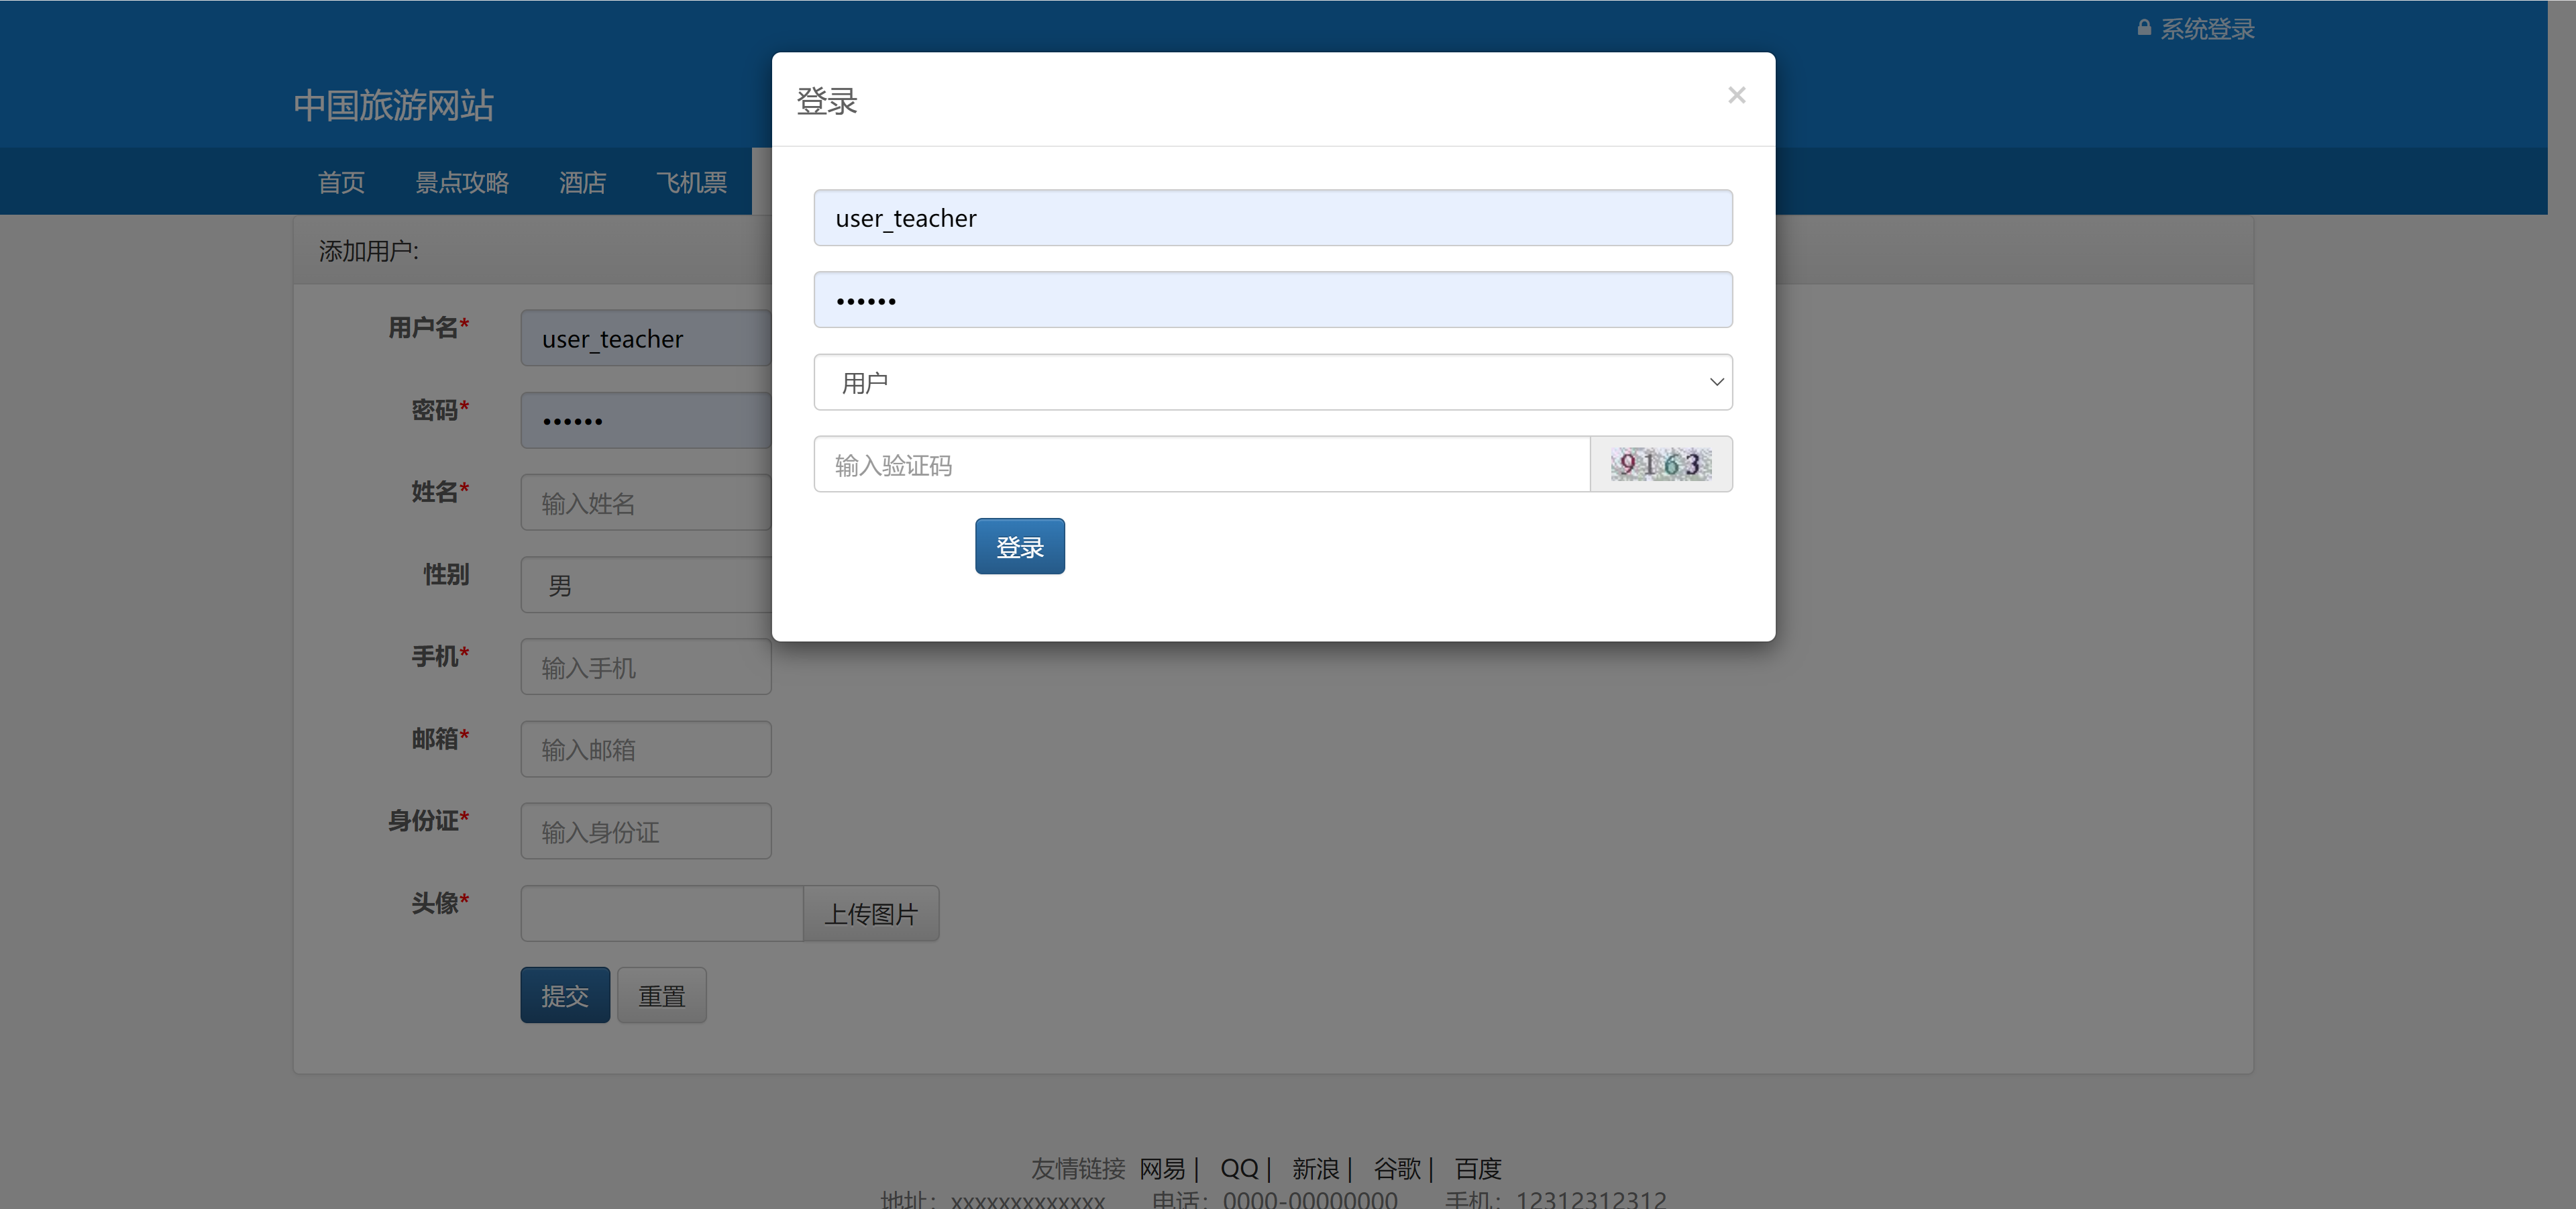 系统登录
中国旅游网站
首页 景点攻略 酒店 飞机票
登录 ×
user_teacher
••••••
用户
输入验证码 9163
登录
添加用户:
用户名* user_teacher
密码* ••••••
姓名* 输入姓名
性别 男
手机* 输入手机
邮箱* 输入邮箱
身份证* 输入身份证
头像* 上传图片
提交 重置
友情链接 网易 | QQ | 新浪 | 谷歌 | 百度
地址：xxxxxxxxxxxxx 电话：0000-00000000 手机：12312312312